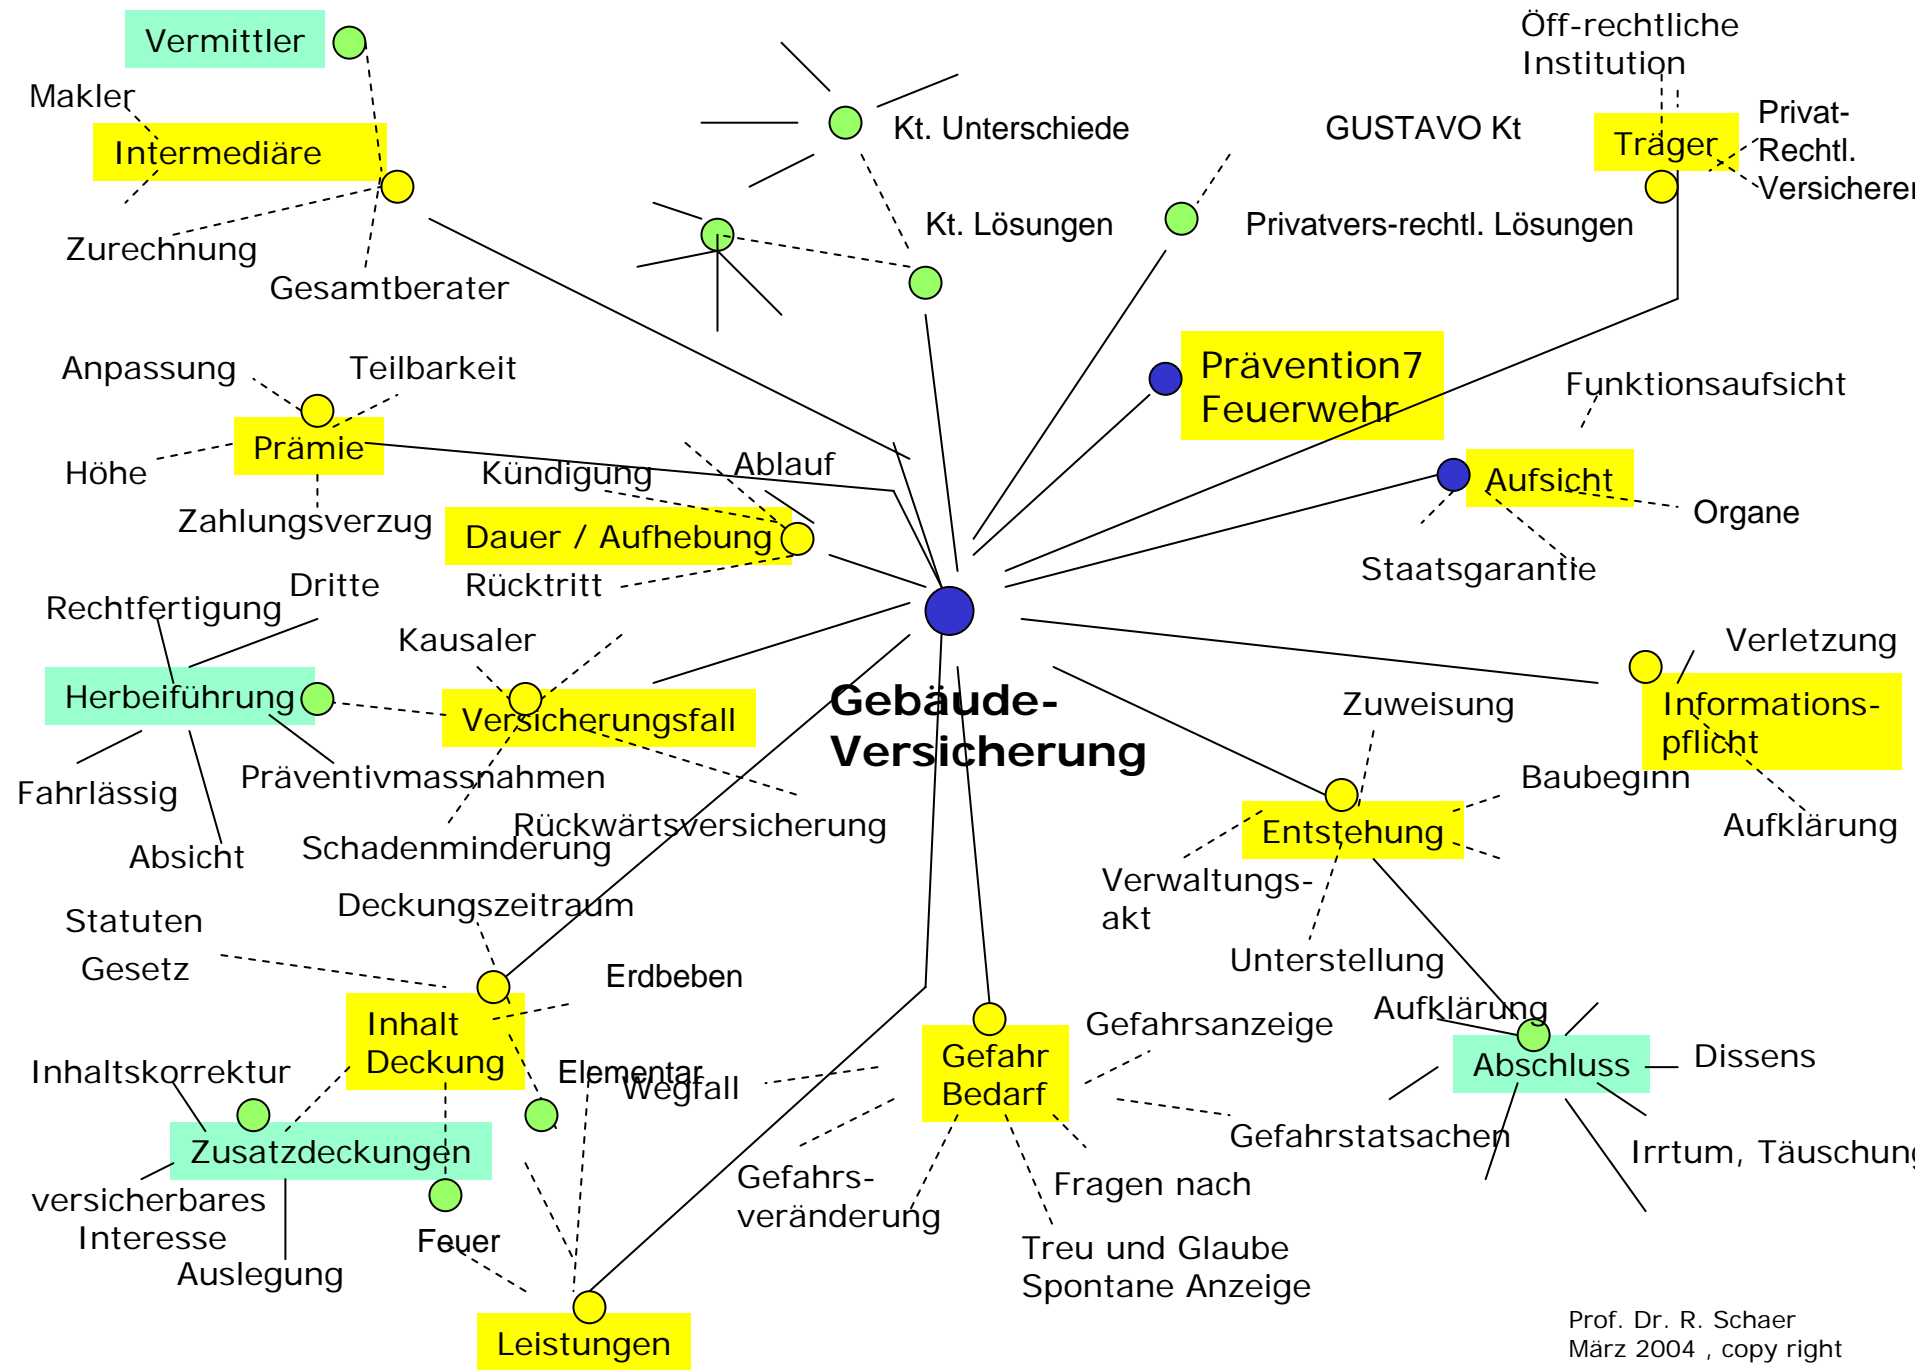 Vermittler
Makler
Intermediäre
Zurechnung
Gesamtberater
Kt. Unterschiede
Kt. Lösungen
GUSTAVO Kt
Privatvers-rechtl. Lösungen
Öff-rechtliche
Institution
Träger
Privat-
Rechtl.
Versicherer
Prävention7
Feuerwehr
Funktionsaufsicht
Aufsicht
Organe
Staatsgarantie
Anpassung
Teilbarkeit
Prämie
Höhe
Zahlungsverzug
Kündigung
Ablauf
Dauer / Aufhebung
Rücktritt
Dritte
Rechtfertigung
Herbeiführung
Fahrlässig
Präventivmassnahmen
Absicht
Kausaler
Versicherungsfall
Rückwärtsversicherung
Schadenminderung
Gebäude-
Versicherung
Verletzung
Informations-
pflicht
Aufklärung
Zuweisung
Baubeginn
Entstehung
Verwaltungs-
akt
Unterstellung
Aufklärung
Abschluss
Dissens
Irrtum, Täuschung
Deckungszeitraum
Statuten
Gesetz
Erdbeben
Inhalt
Deckung
Elementar
Inhaltskorrektur
Zusatzdeckungen
versicherbares
Interesse
Auslegung
Feuer
Leistungen
Wegfall
Gefahr
Bedarf
Gefahrsanzeige
Gefahrstatsachen
Gefahrs-
veränderung
Fragen nach
Treu und Glaube
Spontane Anzeige
Prof. Dr. R. Schaer
März 2004 , copy right